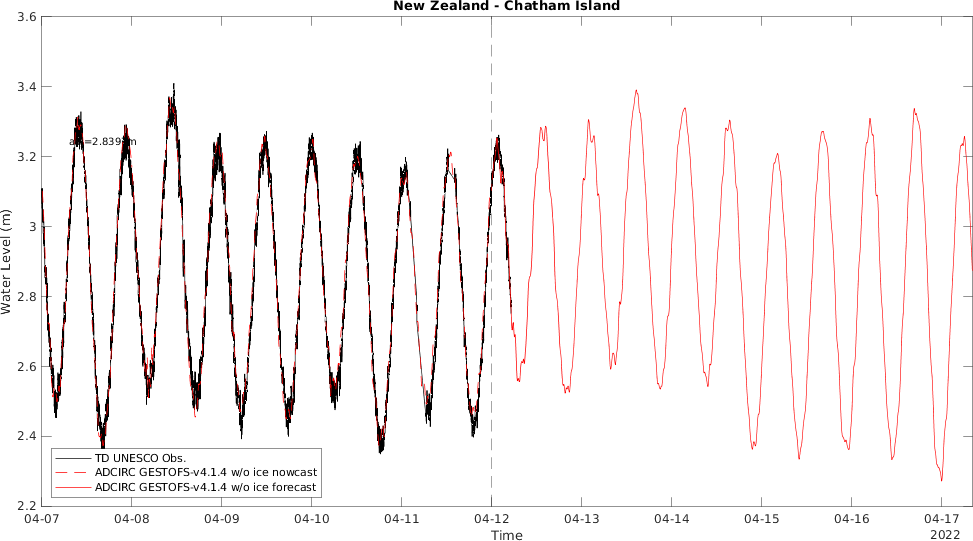 New Zealand - Chatham Island
3.6
3.4
3.2
3
2.8
2.6
2.4
2.2
Water Level (m)
TD UNESCO Obs.
ADCIRC GESTOFS-v4.1.4 w/o ice nowcast
ADCIRC GESTOFS-v4.1.4 w/o ice forecast
04-07 04-08 04-09 04-10 04-11 04-12 04-13 04-14 04-15 04-16 04-17
Time
2022